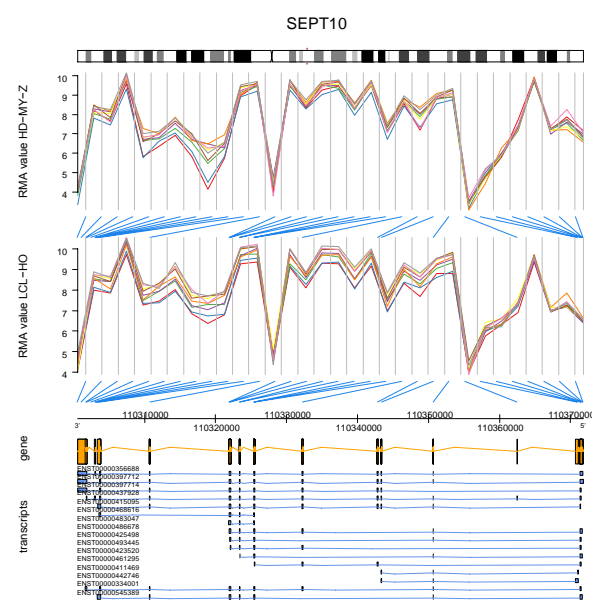 SEPT10
RMA value HD−MY−Z
10
9
8
7
6
5
4
RMA value LCL−HO
10
9
8
7
6
5
4
110310000
110320000
110330000
110340000
110350000
110360000
110370000
3'
5'
gene
transcripts
ENST00000356688
ENST00000397712
ENST00000397714
ENST00000437928
ENST00000415095
ENST00000468616
ENST00000483047
ENST00000486678
ENST00000425498
ENST00000493445
ENST00000423520
ENST00000461295
ENST00000411469
ENST00000442746
ENST00000334001
ENST00000545389